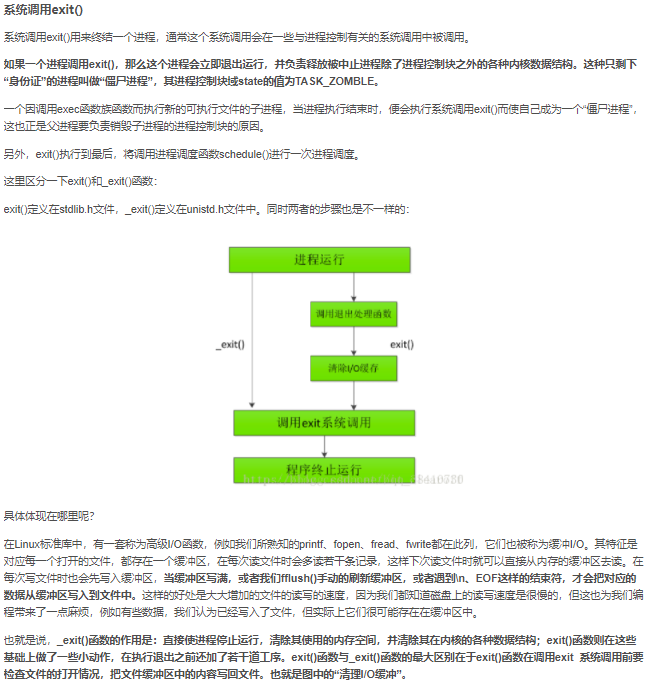 系统调用exit()
系统调用exit()用来终结一个进程，通常这个系统调用会在一些与进程控制有关的系统调用中被调用。
如果一个进程调用exit()，那么这个进程会立即退出运行，并负责释放被中止进程除了进程控制块之外的各种内核数据结构。这种只剩下
“身份证”的进程叫做“僵尸进程”，其进程控制块域state的值为TASK_ZOMBLE。
一个因调用exec函数族函数而执行新的可执行文件的子进程，当进程执行结束时，便会执行系统调用exit()而使自己成为一个“僵尸进程”，
这也正是父进程要负责销毁子进程的进程控制块的原因。
另外，exit()执行到最后，将调用进程调度函数schedule()进行一次进程调度。
这里区分一下exit()和_exit()函数：
exit()定义在stdlib.h文件，_exit()定义在unistd.h文件中。同时两者的步骤也是不一样的：
进程运行
调用退出处理函数
_exit()
exit()
清除I/O缓存
调用exit系统调用
程序终止运行
具体体现在哪里呢？
在Linux标准库中，有一套称为高级I/O函数，例如我们所熟知的printf、fopen、fread、fwrite都在此列，它们也被称为缓冲I/O。其特征是
对应每一个打开的文件，都存在一个缓冲区，在每次读文件时会多读若干条记录，这样下次读文件时就可以直接从内存的缓冲区去读。在
每次写文件时也会先写入缓冲区，当缓冲区写满，或者我们fflush()手动的刷新缓冲区，或者遇到\n、EOF这样的结束符，才会把对应的
数据从缓冲区写入到文件中。这样的好处是大大增加的文件的读写的速度，因为我们都知道磁盘上的读写速度是很慢的，但这也为我们编
程带来了一点麻烦，例如有些数据，我们认为已经写入了文件，但实际上它们很可能存在在缓冲区中。
也就是说，_exit()函数的作用是：直接使进程停止运行，清除其使用的内存空间，并清除其在内核的各种数据结构；exit()函数则在这些
基础上做了一些小动作，在执行退出之前还加了若干道工序。exit()函数与_exit()函数的最大区别在于exit()函数在调用exit 系统调用前要
检查文件的打开情况，把文件缓冲区中的内容写回文件。也就是图中的“清理I/O缓冲”。